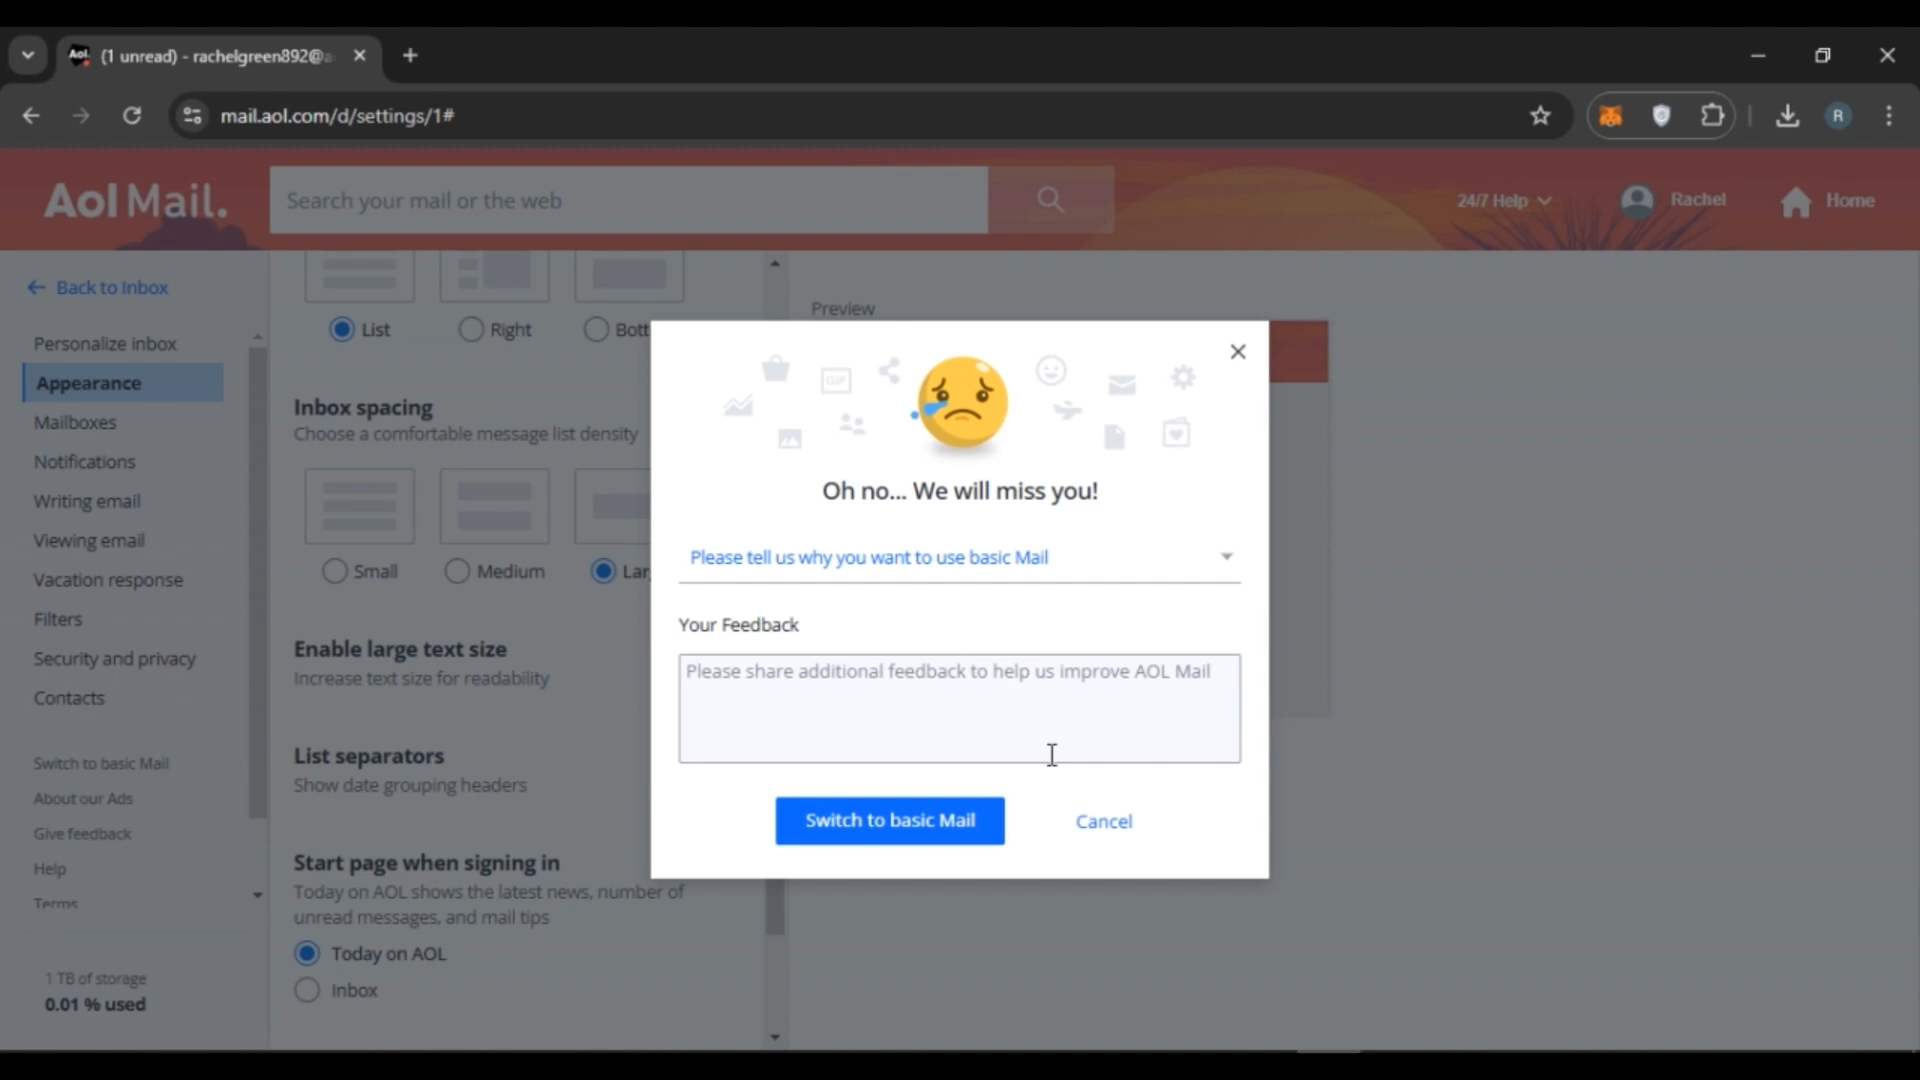 Aol.
(1 unread) - rachelgreen892@a
mail.aol.com/d/settings/1#
R
Aol Mail.
Search your mail or the web
24/7 Help
Rachel
Home
Back to Inbox
Personalize inbox
Appearance
Mailboxes
Notifications
Writing email
Viewing email
Vacation response
Filters
Security and privacy
Contacts
Switch to basic Mail
About our Ads
Give feedback
Help
Terms
1 TB of storage
0.01 % used
List
Right
Bott
Inbox spacing
Choose a comfortable message list density
Small
Medium
Lar
Enable large text size
Increase text size for readability
List separators
Show date grouping headers
Start page when signing in
Today on AOL shows the latest news, number of
unread messages, and mail tips
Today on AOL
Inbox
Preview
GIF
Oh no... We will miss you!
Please tell us why you want to use basic Mail
Your Feedback
Please share additional feedback to help us improve AOL Mail
Switch to basic Mail
Cancel